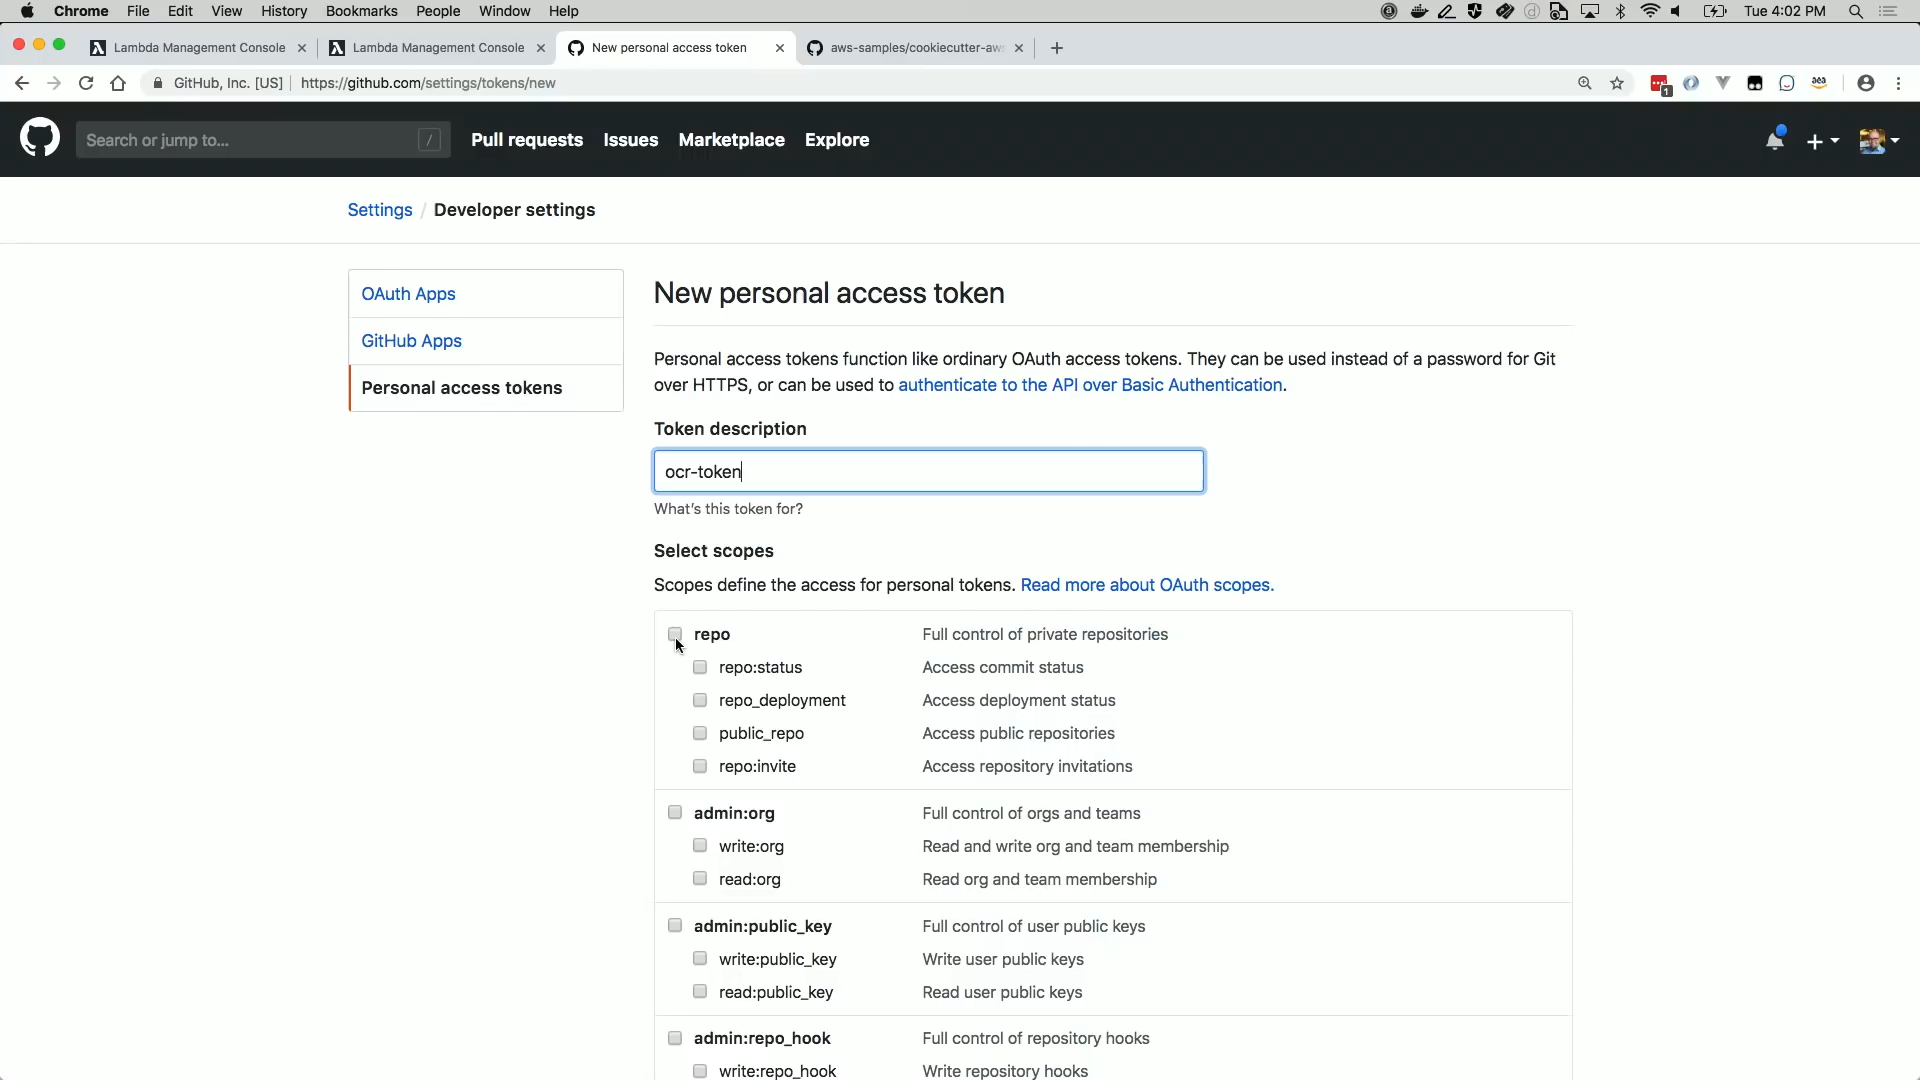 Chrome File Edit View History Bookmarks People Window Help Tue 4:02 PM
Lambda Management Console Lambda Management Console New personal access token aws-samples/cookiecutter-aws
GitHub, Inc. [US] https://github.com/settings/tokens/new
1
Search or jump to... / Pull requests Issues Marketplace Explore
Settings / Developer settings
OAuth Apps
GitHub Apps
Personal access tokens
New personal access token
Personal access tokens function like ordinary OAuth access tokens. They can be used instead of a password for Git
over HTTPS, or can be used to authenticate to the API over Basic Authentication.
Token description
ocr-token
What's this token for?
Select scopes
Scopes define the access for personal tokens. Read more about OAuth scopes.
repo Full control of private repositories
repo:status Access commit status
repo_deployment Access deployment status
public_repo Access public repositories
repo:invite Access repository invitations
admin:org Full control of orgs and teams
write:org Read and write org and team membership
read:org Read org and team membership
admin:public_key Full control of user public keys
write:public_key Write user public keys
read:public_key Read user public keys
admin:repo_hook Full control of repository hooks
write:repo_hook Write repository hooks